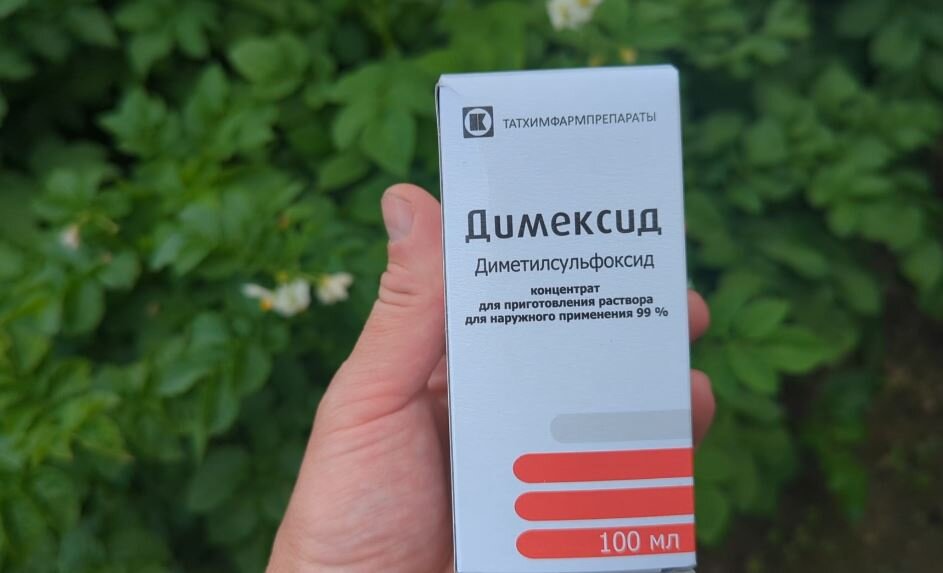 ТАТХИМФАРМПРЕПАРАТЫ
Димексид
Диметилсульфоксид
концентрат
для приготовления раствора
для наружного применения 99 %
100 мл